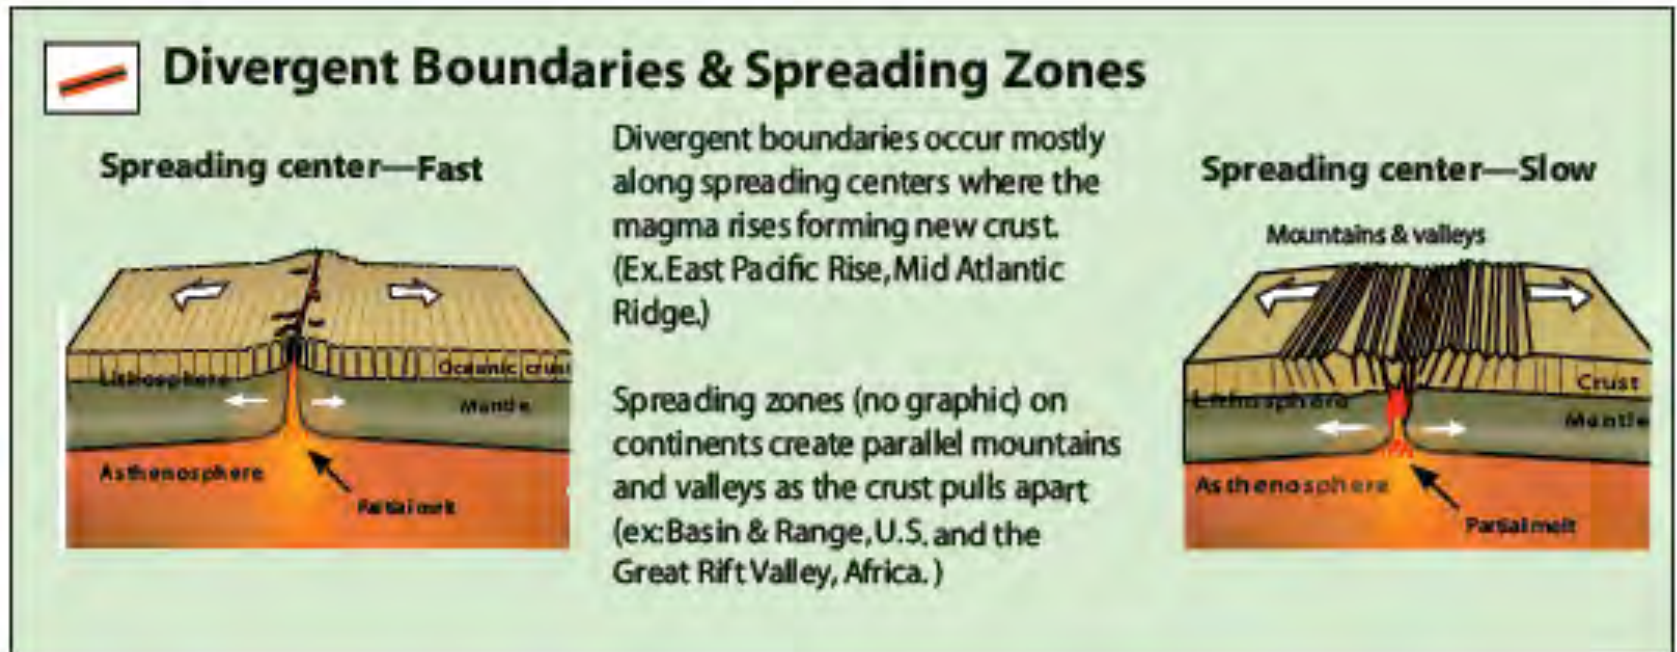 Divergent Boundaries & Spreading Zones
Spreading center—Fast
Oceanic crust
Lithosphere
Mantle
Asthenosphere
Partial melt
Divergent boundaries occur mostly
along spreading centers where the
magma rises forming new crust.
(Ex. East Pacific Rise, Mid Atlantic
Ridge.)
Spreading zones (no graphic) on
continents create parallel mountains
and valleys as the crust pulls apart
(ex: Basin & Range, U.S. and the
Great Rift Valley, Africa. )
Spreading center—Slow
Mountains & valleys
Crust
Lithosphere
Mantle
Asthenosphere
Partial melt